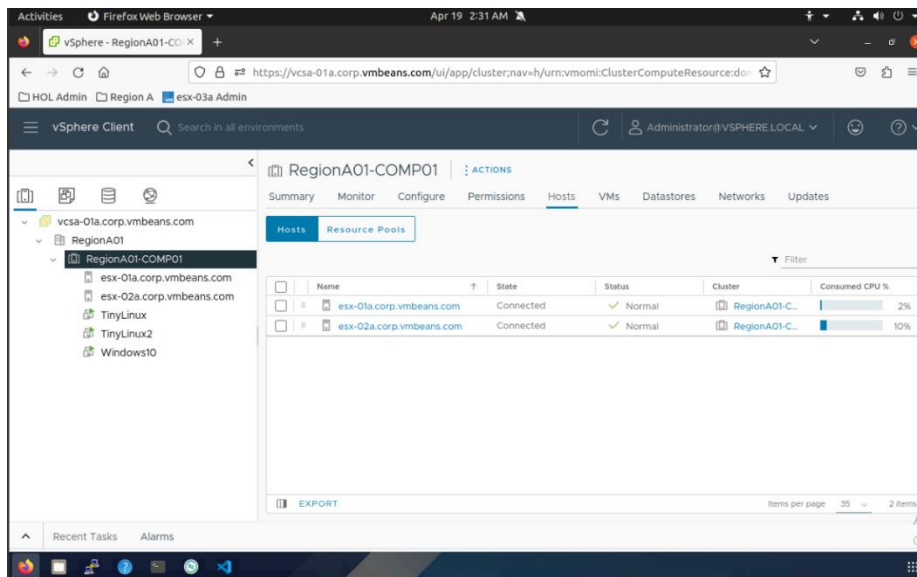 Activities Firefox Web Browser Apr 19 2:31 AM
vSphere - RegionA01-CO
https://vcsa-01a.corp.vmbeans.com/ui/app/cluster;nav=h/urn:vmomi:ClusterComputeResource:do
HOL Admin Region A esx-03a Admin
vSphere Client Search in all environments Administrator@VSPHERE.LOCAL
RegionA01-COMP01 ACTIONS
Summary Monitor Configure Permissions Hosts VMs Datastores Networks Updates
vcsa-01a.corp.vmbeans.com
RegionA01
RegionA01-COMP01
esx-01a.corp.vmbeans.com
esx-02a.corp.vmbeans.com
TinyLinux
TinyLinux2
Windows10
Hosts Resource Pools
Filter
Name State Status Cluster Consumed CPU %
esx-01a.corp.vmbeans.com Connected Normal RegionA01-C... 2%
esx-02a.corp.vmbeans.com Connected Normal RegionA01-C... 10%
EXPORT Items per page 35 2 items
Recent Tasks Alarms